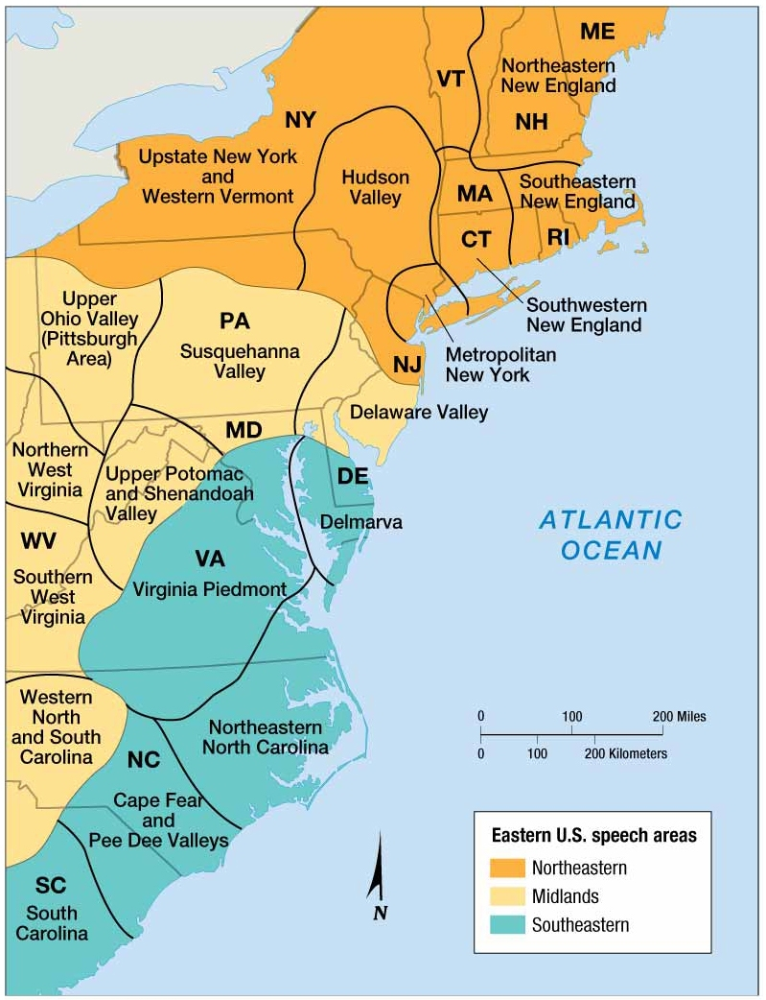 ME
Northeastern
New England
VT
NH
NY
Upstate New York
and
Western Vermont
Hudson
Valley
MA
Southeastern
New England
CT
RI
Southwestern
New England
Metropolitan
New York
Upper
Ohio Valley
(Pittsburgh
Area)
PA
Susquehanna
Valley
NJ
Delaware Valley
MD
Northern
West
Virginia
Upper Potomac
and Shenandoah
Valley
DE
Delmarva
WV
Southern
West
Virginia
VA
Virginia Piedmont
ATLANTIC
OCEAN
Western
North
and South
Carolina
Northeastern
North Carolina
NC
Cape Fear
and
Pee Dee Valleys
SC
South
Carolina
0 100 200 Miles
0 100 200 Kilometers
N
Eastern U.S. speech areas
Northeastern
Midlands
Southeastern